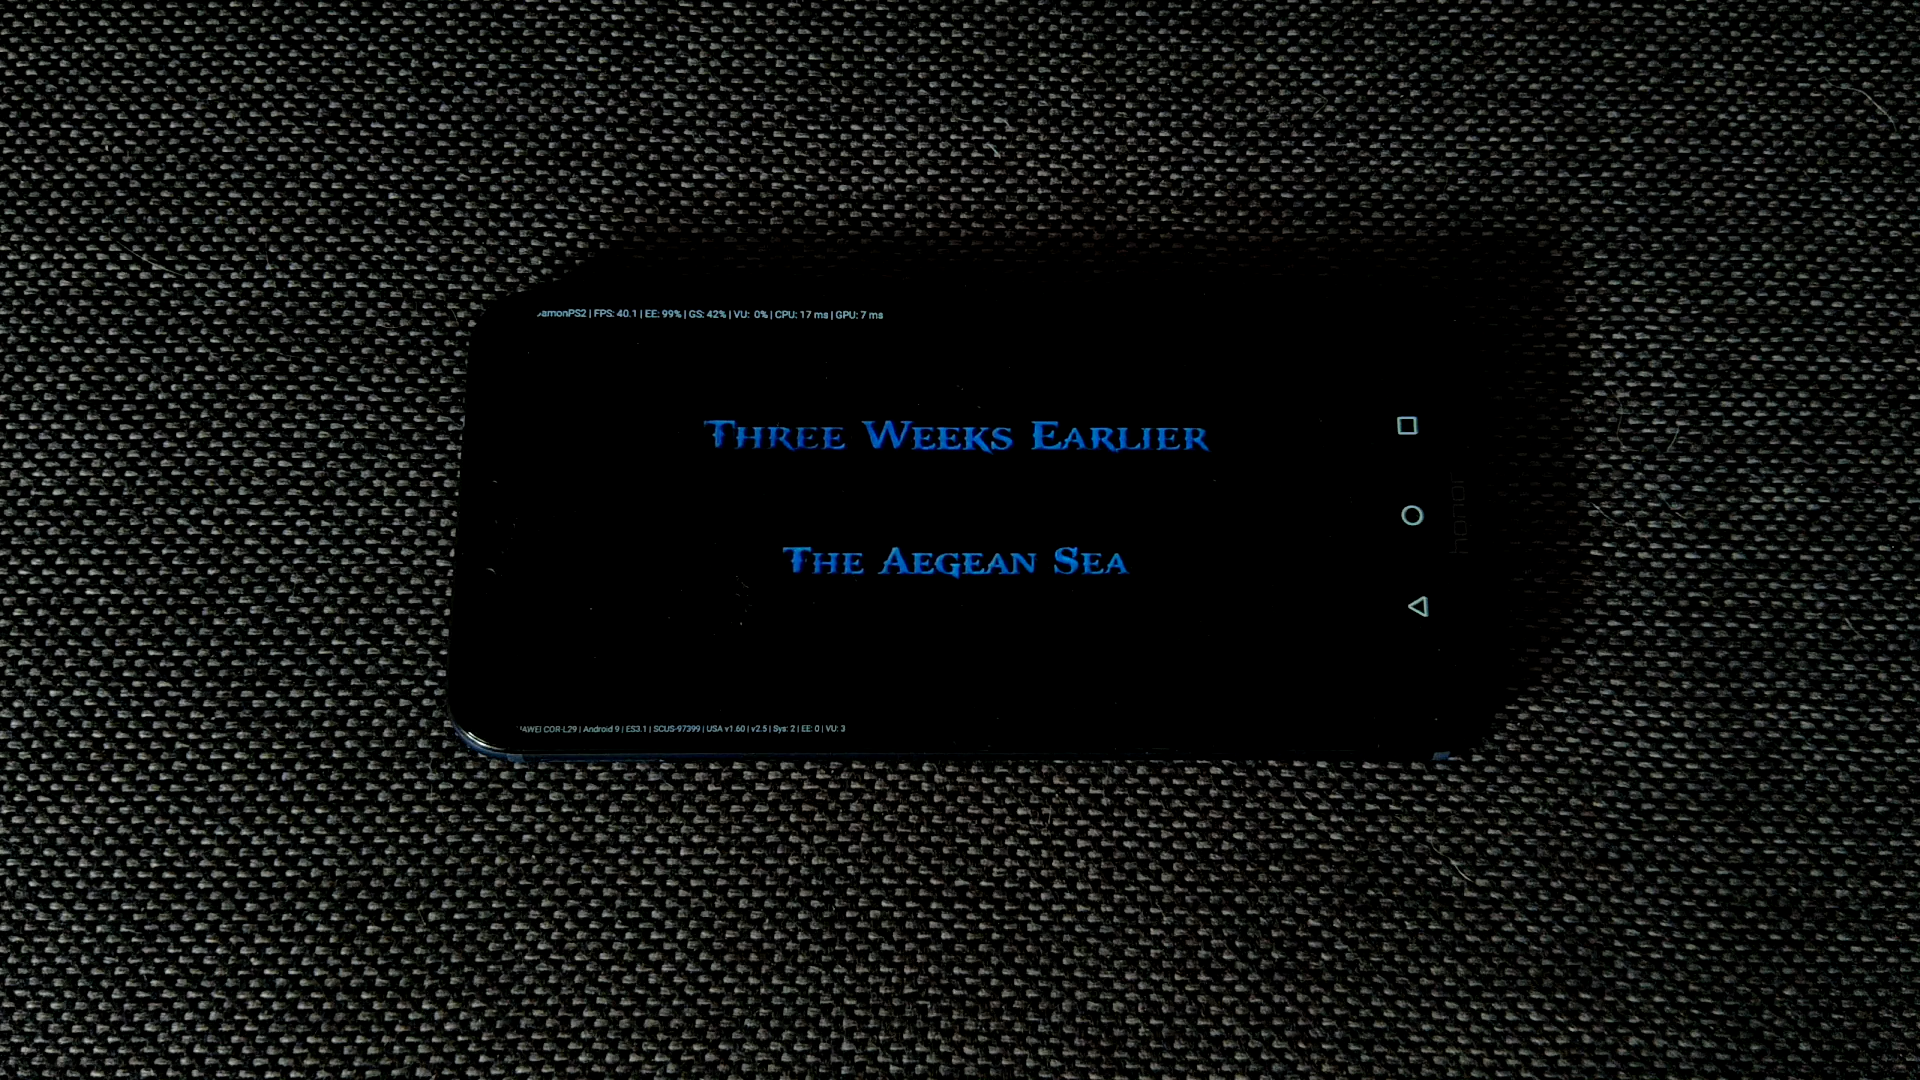 amonPS2 | FPS: 40.1 | EE: 99% | GS: 42% | VU: 0% | CPU: 17 ms | GPU: 7 ms
Three Weeks Earlier
The Aegean Sea
AWEI COR-L29 | Android 9 | ES3.1 | SCUS-97399 | USA v1.60 | v2.5 | Sys: 2 | EE: 0 | VU: 3
honor